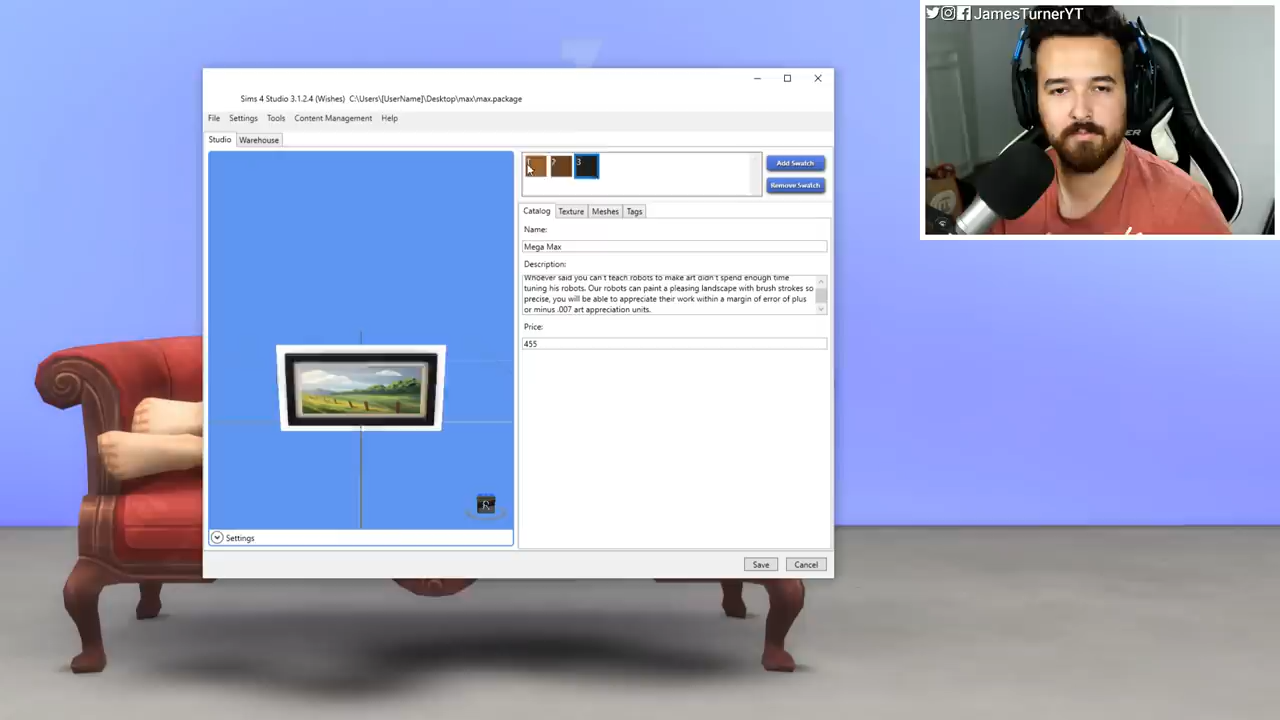 JamesTurnerYT
Sims 4 Studio 3.1.2.4 (Wishes) C:\Users\[UserName]\Desktop\max\max.package
File Settings Tools Content Management Help
Studio Warehouse
1 2 3
Add Swatch
Remove Swatch
Catalog Texture Meshes Tags
Name:
Mega Max
Description:
Whoever said you can't teach robots to make art didn't spend enough time
tuning his robots. Our robots can paint a pleasing landscape with brush strokes so
precise, you will be able to appreciate their work within a margin of error of plus
or minus .007 art appreciation units.
Price:
455
Settings
Save Cancel